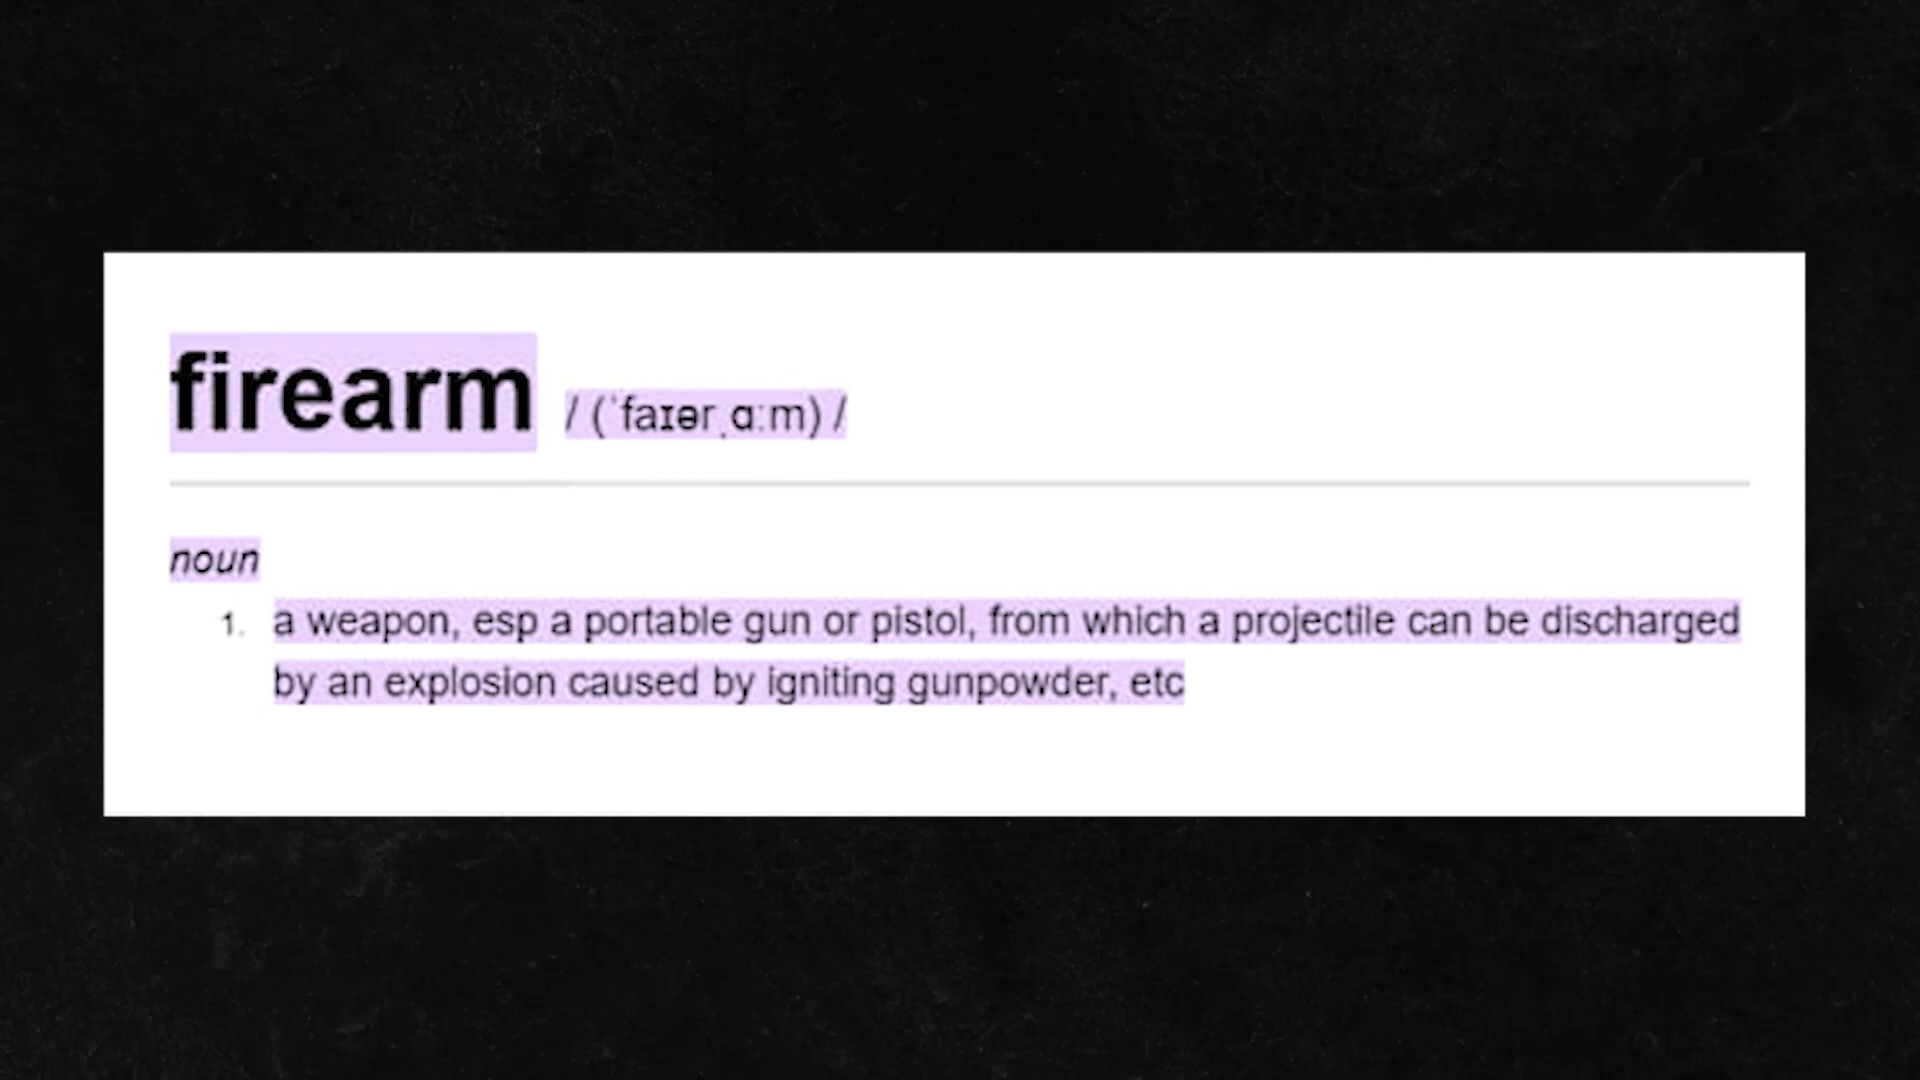 firearm / (ˈfaɪərˌɑːm) /
noun
1. a weapon, esp a portable gun or pistol, from which a projectile can be discharged
by an explosion caused by igniting gunpowder, etc